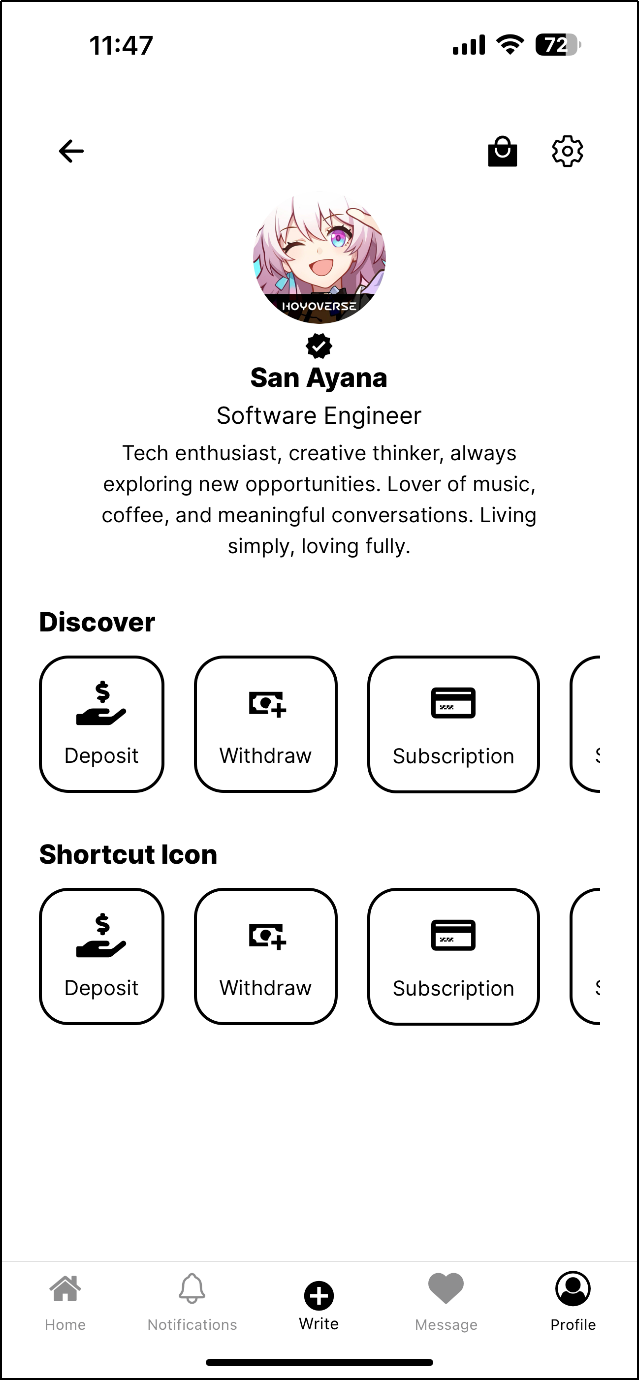 11:47
72
HOYOVERSE
San Ayana
Software Engineer
Tech enthusiast, creative thinker, always
exploring new opportunities. Lover of music,
coffee, and meaningful conversations. Living
simply, loving fully.
Discover
Deposit
Withdraw
Subscription
Shortcut Icon
Deposit
Withdraw
Subscription
Home
Notifications
Write
Message
Profile